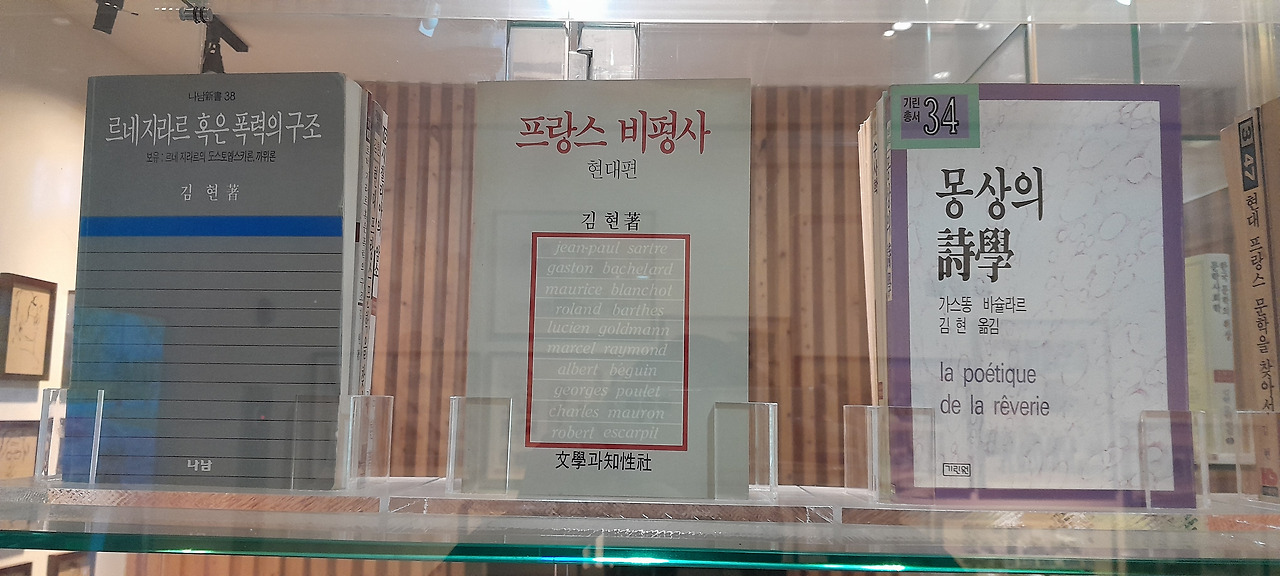 나남新書 38
르네 지라르 혹은 폭력의 구조
보유 : 르네 지라르의 도스토옙스키론, 까뮈론
김 현 著
나남
프랑스 비평사
현대편
김 현 著
jean-paul sartre
gaston bachelard
maurice blanchot
roland barthes
lucien goldmann
marcel raymond
albert béguin
georges poulet
charles mauron
robert escarpit
文學과知性社
기린
총서
34
몽상의
詩學
가스똥 바슐라르
김 현 옮김
la poétique
de la rêverie
기린원
3 47
현대 프랑스 문학을 찾아서